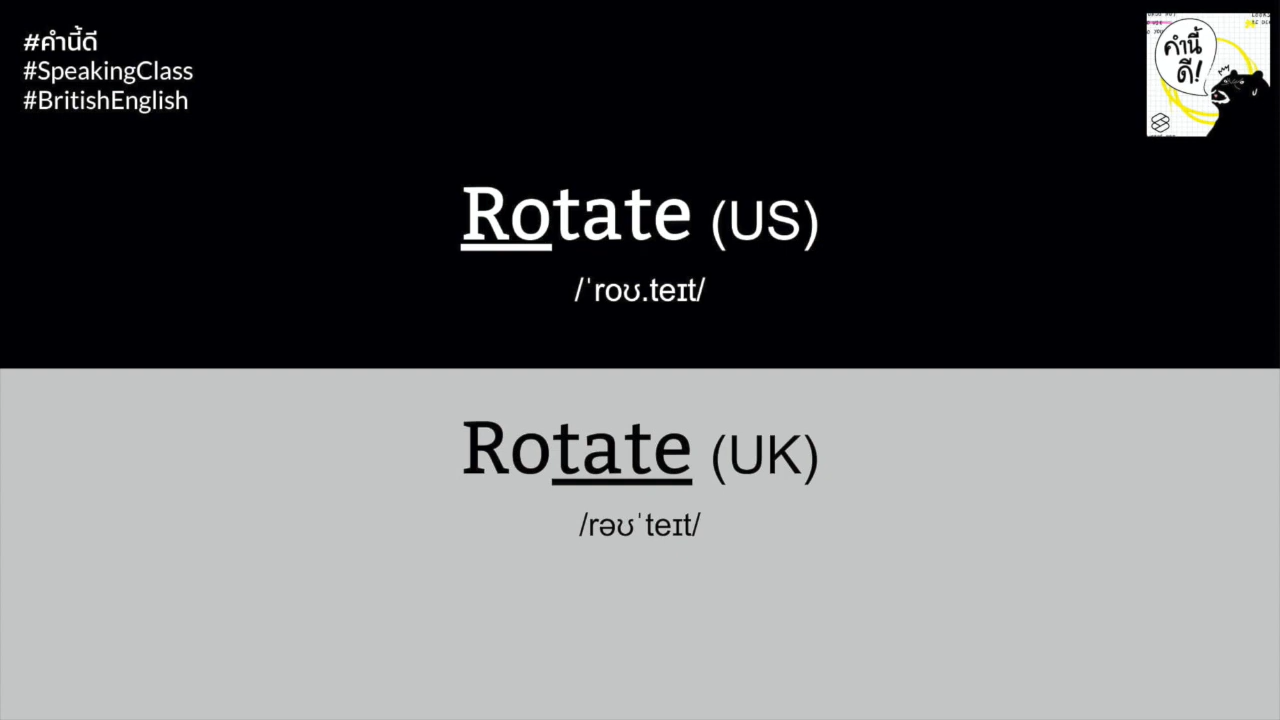 #คำนี้ดี
#SpeakingClass
#BritishEnglish
คำนี้
ดี!
Rotate (US)
/ˈroʊ.teɪt/
Rotate (UK)
/rəʊˈteɪt/